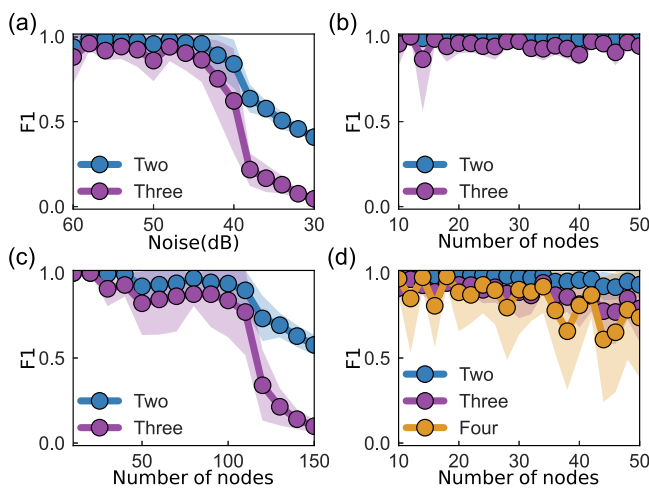 (a)
1.0
F1
0.5
Two
Three
0.0
60 50 40 30
Noise(dB)
(b)
1.0
F1
0.5
Two
Three
0.0
10 20 30 40 50
Number of nodes
(c)
1.0
F1
0.5
Two
Three
0.0
50 100 150
Number of nodes
(d)
1.0
F1
0.5
Two
Three
Four
0.0
10 20 30 40 50
Number of nodes